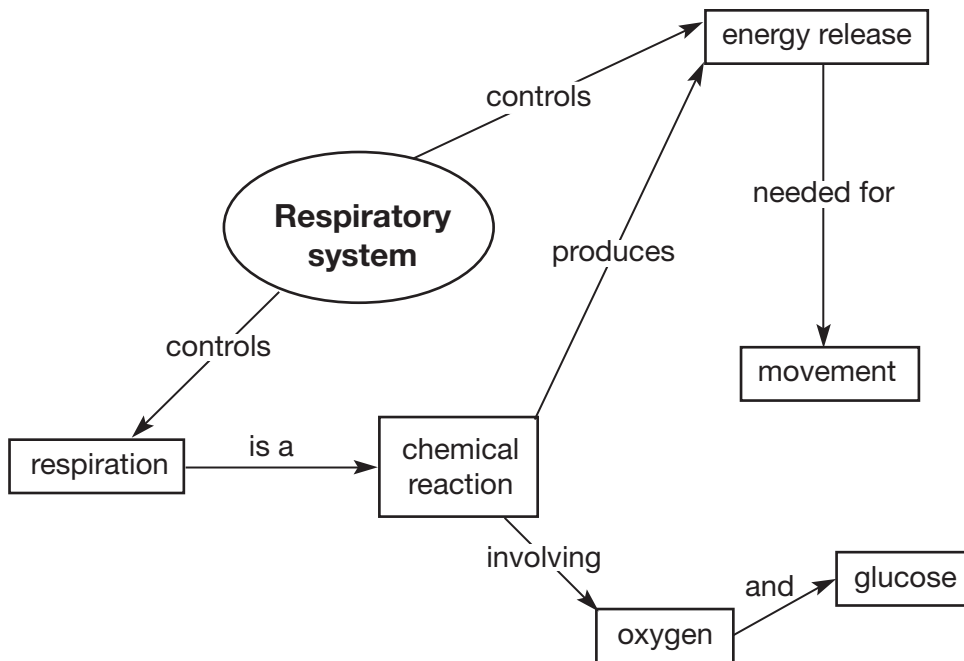 energy release
controls
Respiratory
system
needed for
produces
controls
movement
respiration
is a
chemical
reaction
involving
oxygen
and
glucose